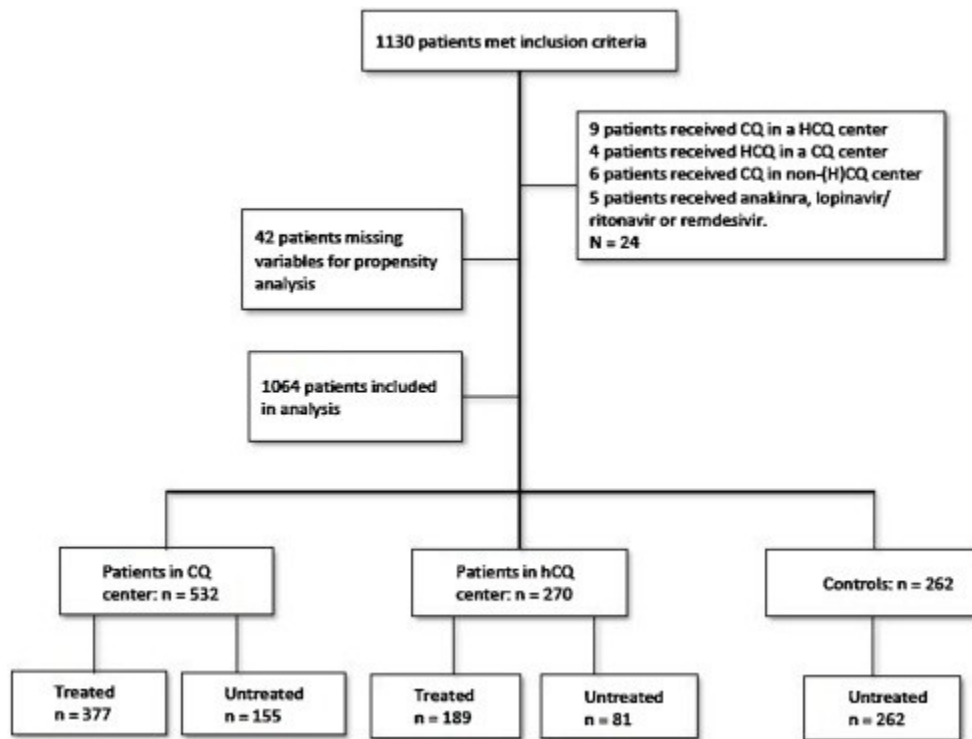 1130 patients met inclusion criteria
9 patients received CQ in a HCQ center
4 patients received HCQ in a CQ center
6 patients received CQ in non-(H)CQ center
5 patients received anakinra, lopinavir/
ritonavir or remdesivir.
N = 24
42 patients missing
variables for propensity
analysis
1064 patients included
in analysis
Patients in CQ
center: n = 532
Patients in hCQ
center: n = 270
Controls: n = 262
Treated
n = 377
Untreated
n = 155
Treated
n = 189
Untreated
n = 81
Untreated
n = 262